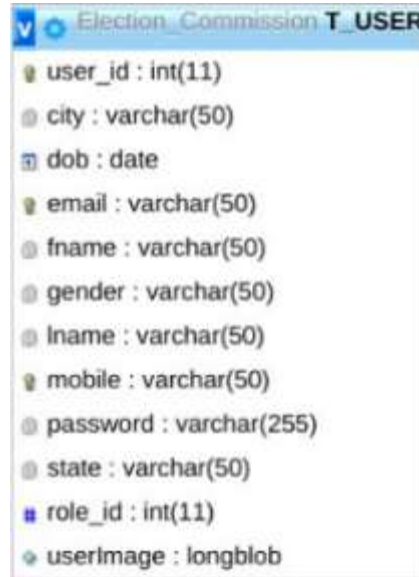 v Election_Commission T_USER
user_id : int(11)
city : varchar(50)
dob : date
email : varchar(50)
fname : varchar(50)
gender : varchar(50)
lname : varchar(50)
mobile : varchar(50)
password : varchar(255)
state : varchar(50)
role_id : int(11)
userImage : longblob